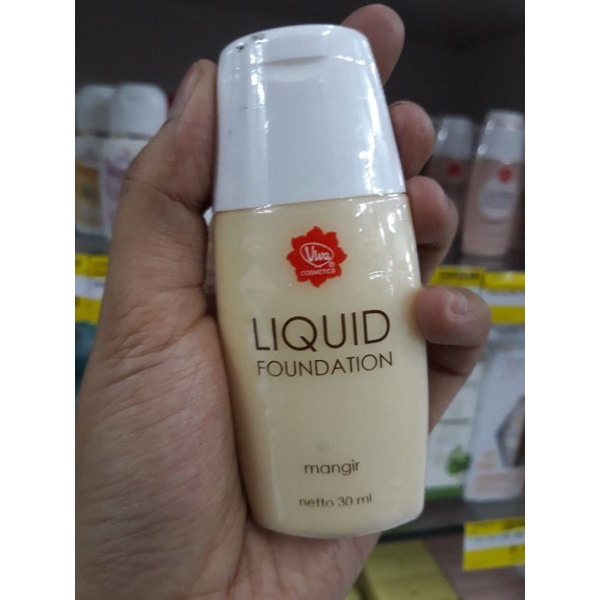 Viva
COSMETICS
LIQUID
FOUNDATION
mangir
netto 30 ml